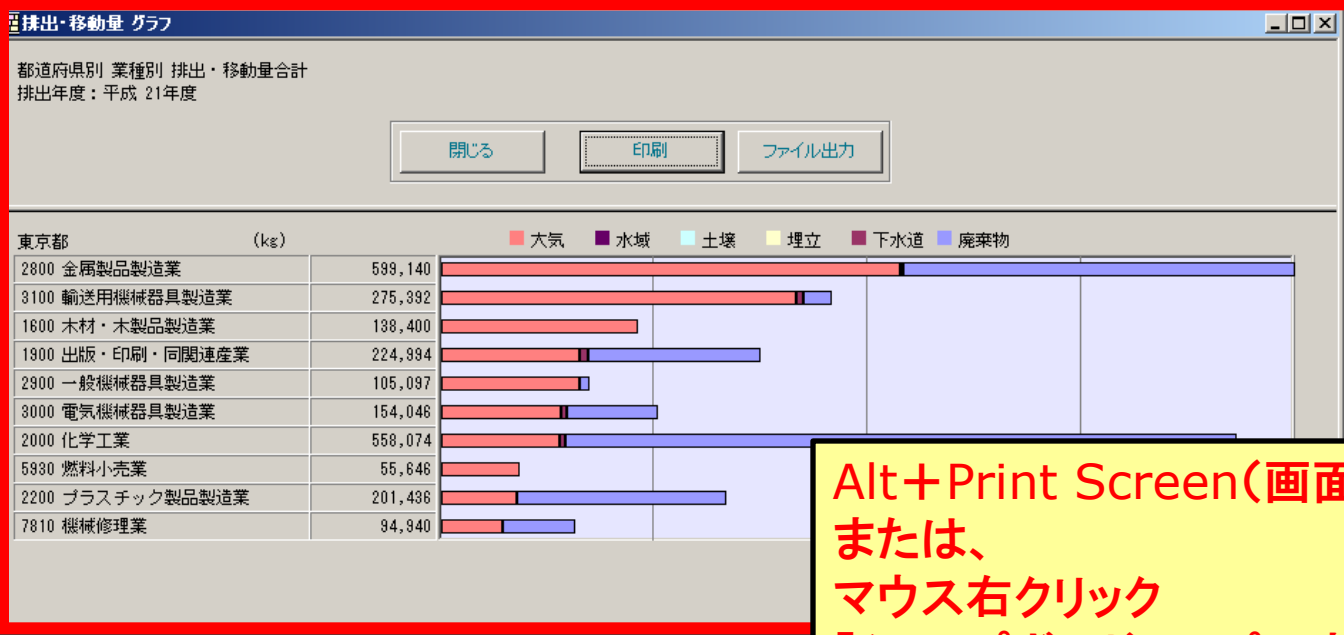 排出・移動量 グラフ
都道府県別 業種別 排出・移動量合計
排出年度：平成 21年度
閉じる 印刷 ファイル出力
東京都 (kg) 大気 水域 土壌 埋立 下水道 廃棄物
2800 金属製品製造業 599,140
3100 輸送用機械器具製造業 275,392
1600 木材・木製品製造業 138,400
1900 出版・印刷・同関連産業 224,994
2900 一般機械器具製造業 105,097
3000 電気機械器具製造業 154,046
2000 化学工業 558,074
5930 燃料小売業 55,646
2200 プラスチック製品製造業 201,436
7810 機械修理業 94,940
Alt＋Print Screen(画面
または、
マウス右クリック